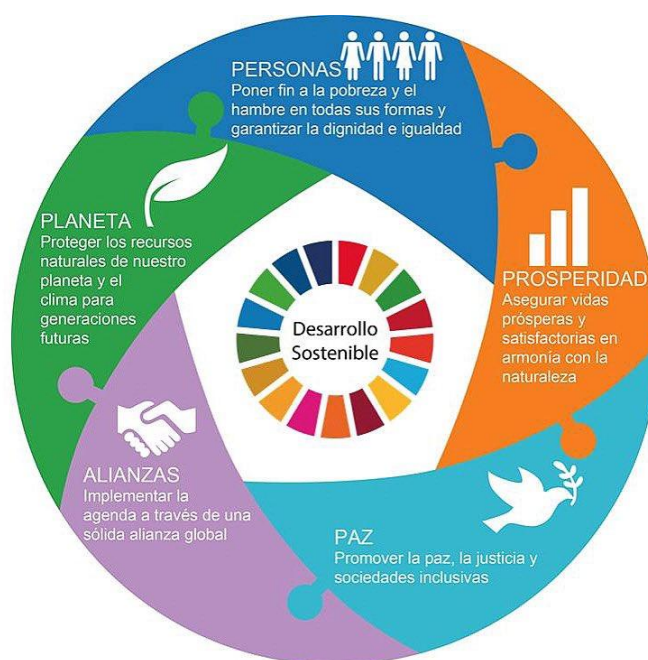 PERSONAS
Poner fin a la pobreza y el
hambre en todas sus formas y
garantizar la dignidad e igualdad
PLANETA
Proteger los recursos
naturales de nuestro
planeta y el
clima para
generaciones
futuras
PROSPERIDAD
Asegurar vidas
prósperas y
satisfactorias en
armonía con la
naturaleza
Desarrollo
Sostenible
ALIANZAS
Implementar la
agenda a través de una
sólida alianza global
PAZ
Promover la paz, la justicia y
sociedades inclusivas